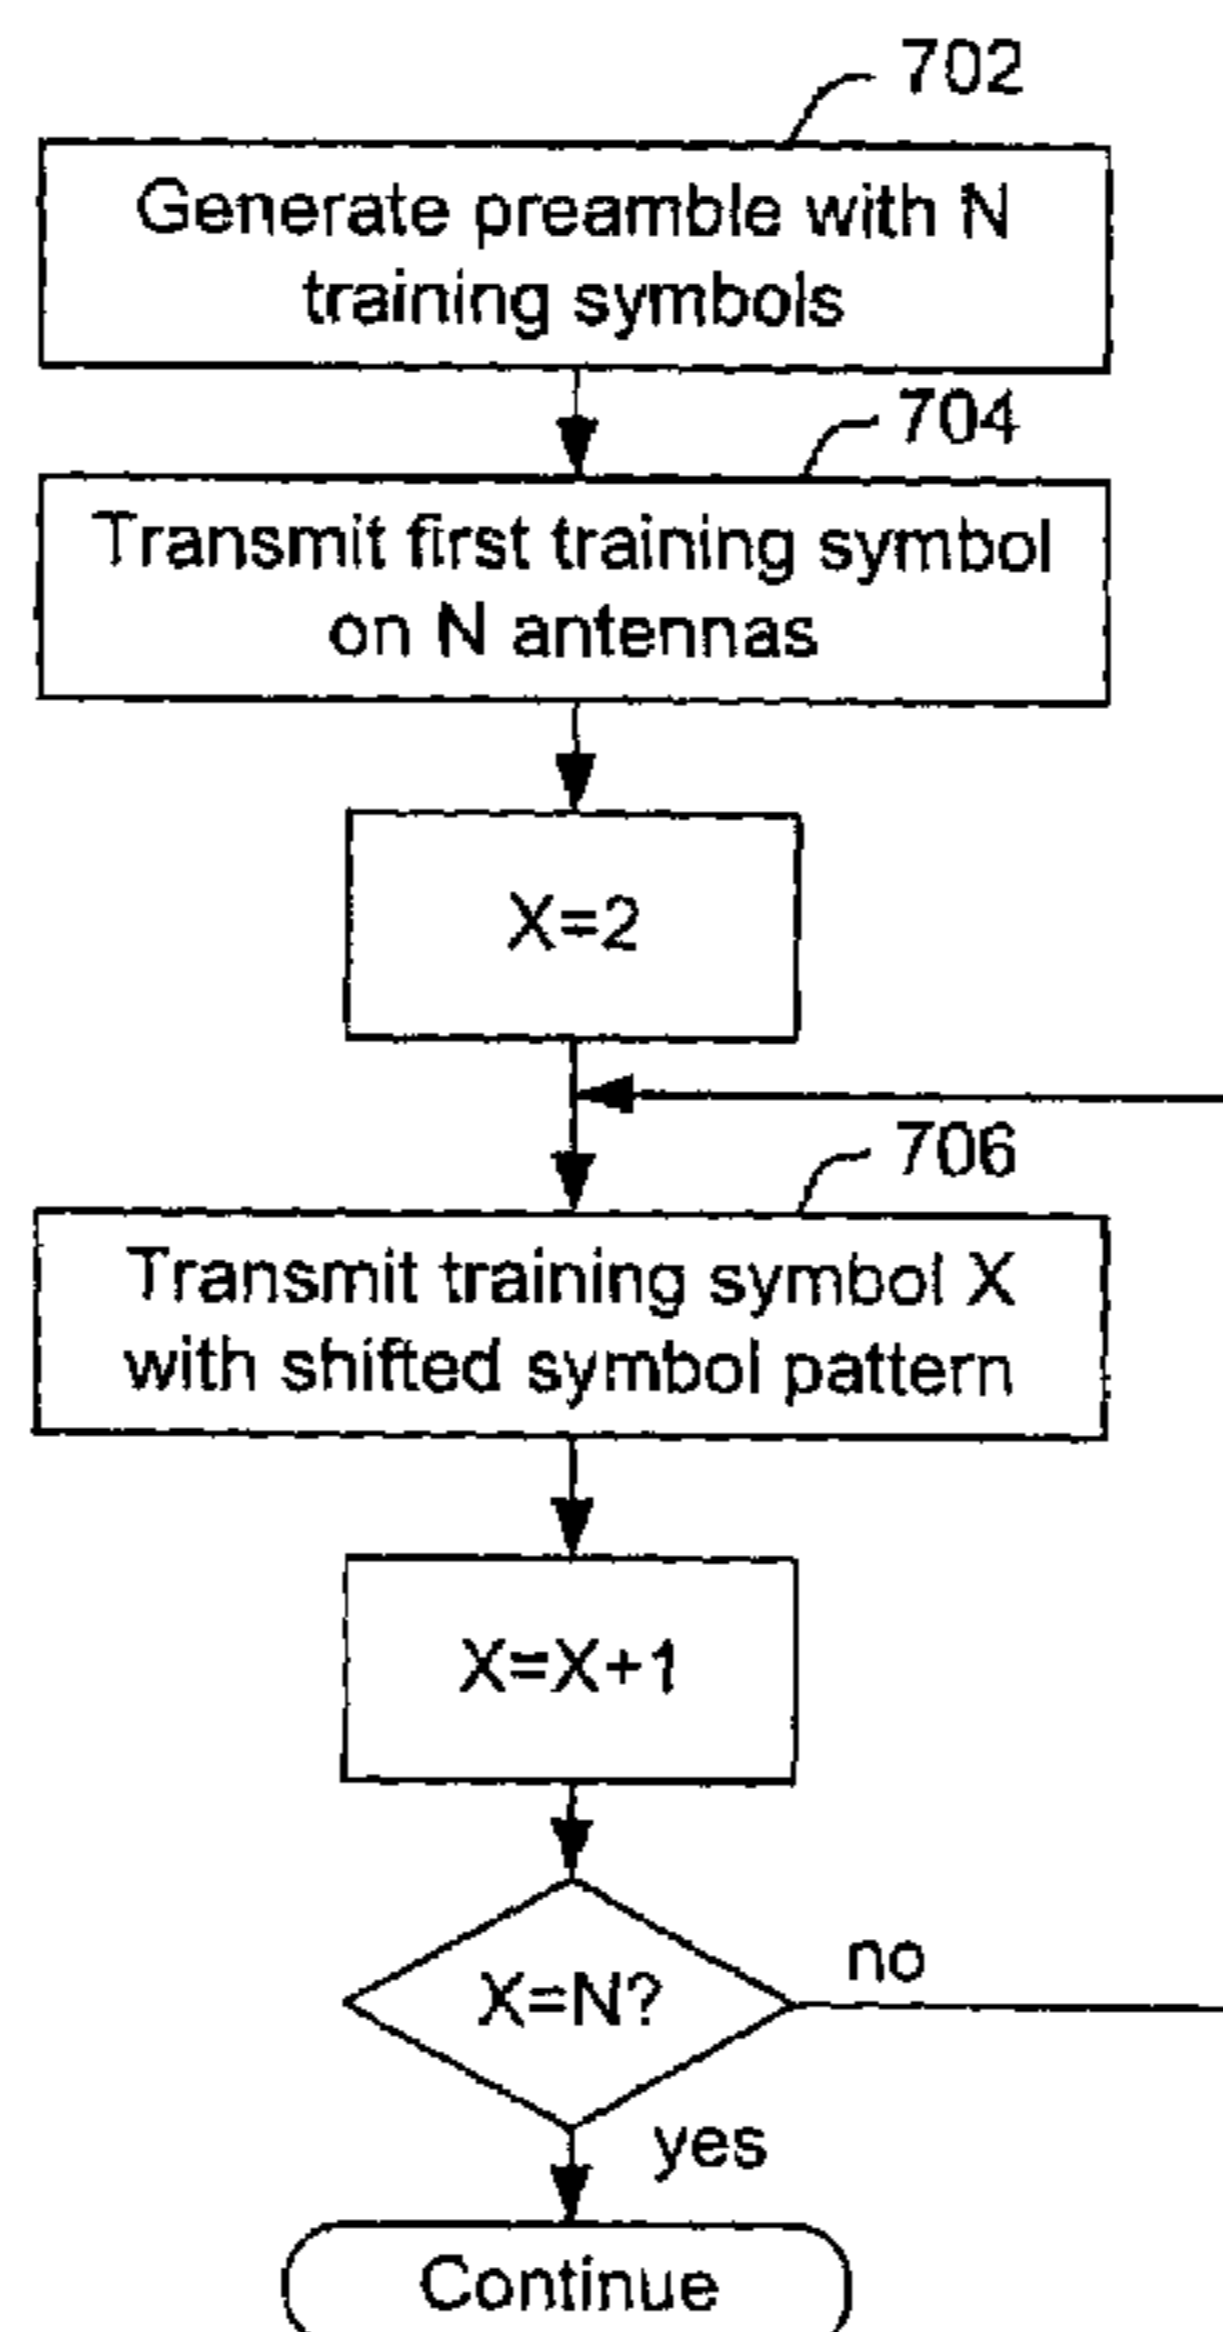 702
Generate preamble with N
training symbols
704
Transmit first training symbol
on N antennas
X=2
706
Transmit training symbol X
with shifted symbol pattern
X=X+1
X=N?
no
yes
Continue